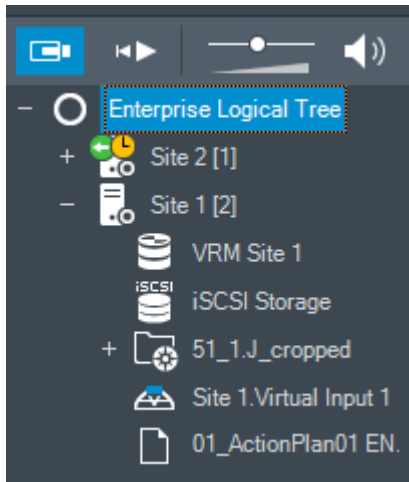 Enterprise Logical Tree
Site 2 [1]
Site 1 [2]
VRM Site 1
iSCSI
iSCSI Storage
51_1.J_cropped
Site 1.Virtual Input 1
01_ActionPlan01 EN.